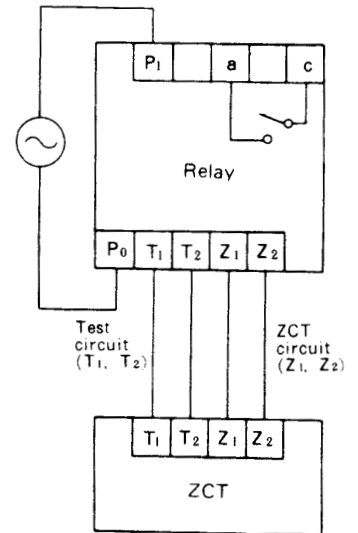 P₁ a c
Relay
P₀ T₁ T₂ Z₁ Z₂
Test
circuit
(T₁, T₂)
ZCT
circuit
(Z₁, Z₂)
T₁ T₂ Z₁ Z₂
ZCT